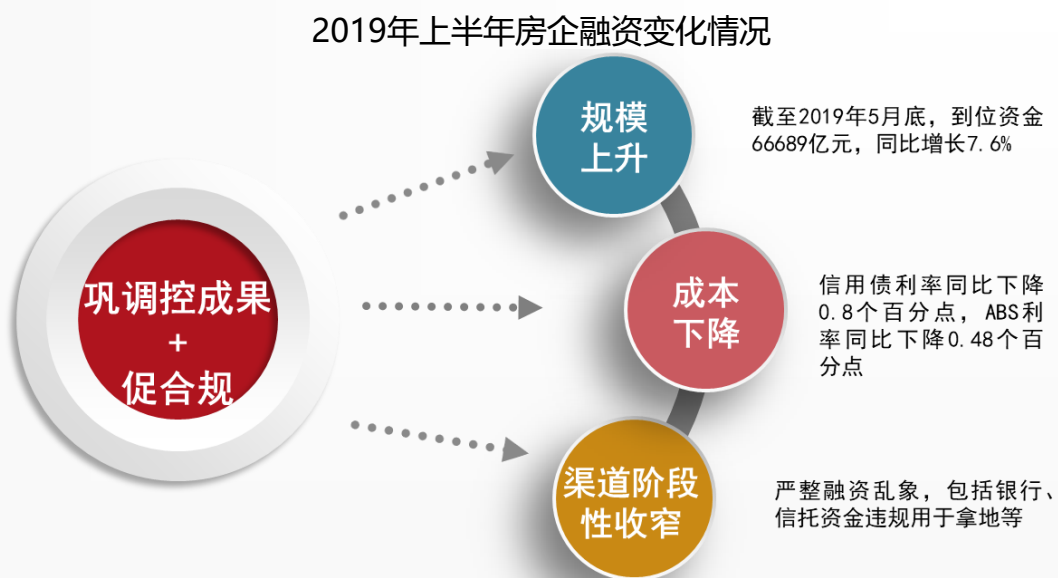 2019年上半年房企融资变化情况
规模
上升
截至2019年5月底，到位资金
66689亿元，同比增长7.6%
巩调控成果
+
促合规
成本
下降
信用债利率同比下降
0.8个百分点，ABS利
率同比下降0.48个百
分点
渠道阶段
性收窄
严整融资乱象，包括银行、
信托资金违规用于拿地等